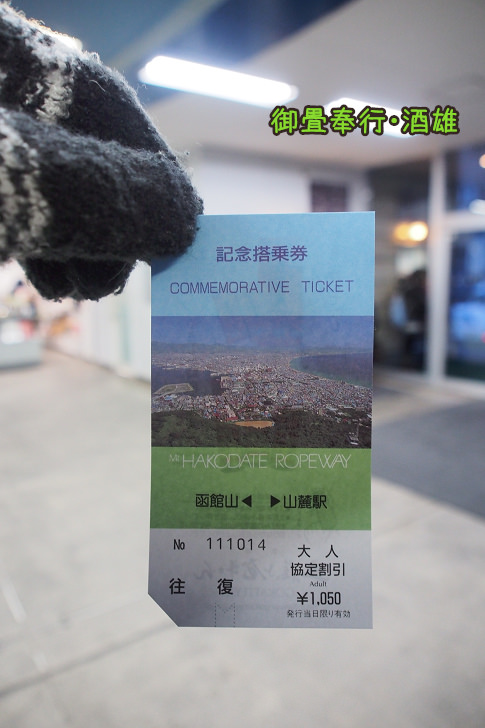 御畳奉行・酒雄
記念搭乗券
COMMEMORATIVE TICKET
Mt. HAKODATE ROPEWAY
函館山◀ ▶山麓駅
No 111014
大人
協定割引
Adult
往復
¥1,050
発行当日限り有効